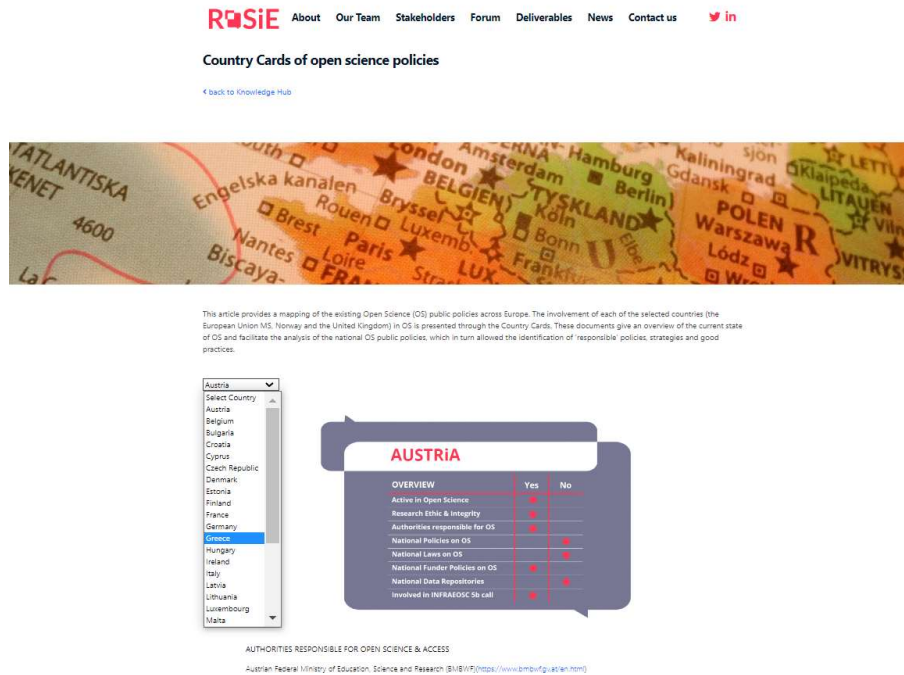 ROSiE About Our Team Stakeholders Forum Deliverables News Contact us
Country Cards of open science policies
back to Knowledge Hub
ATLANTISKA
KENET
4600
Engelska kanalen
London
Amsterdam
Hamburg
Kaliningrad
sjön
Klaipeda
LITAUEN
Gdansk
Berlin
BELGIEN
TYSKLAND
Bryssel
Köln
Bonn
Rouen
Brest
Luxemb.
Paris
Nantes
Loire
Biscaya-
LUX
Elbe
POLEN
Warszawa
Lódz
VITRYS
This article provides a mapping of the existing Open Science (OS) public policies across Europe. The involvement of each of the selected countries (the
European Union MS, Norway and the United Kingdom) in OS is presented through the Country Cards. These documents give an overview of the current state
of OS and facilitate the analysis of the national OS public policies, which in turn allowed the identification of 'responsible' policies, strategies and good
practices.
Austria
Select Country
Austria
Belgium
Bulgaria
Croatia
Cyprus
Czech Republic
Denmark
Estonia
Finland
France
Germany
Greece
Hungary
Ireland
Italy
Latvia
Lithuania
Luxembourg
Malta
AUSTRiA
OVERVIEW Yes No
Active in Open Science
Research Ethic & Integrity
Authorities responsible for OS
National Policies on OS
National Laws on OS
National Funder Policies on OS
National Data Repositories
Involved in INFRAEOSC 5b call
AUTHORITIES RESPONSIBLE FOR OPEN SCIENCE & ACCESS
Austrian Federal Ministry of Education, Science and Research (BMBWF)(https://www.bmbwf.gv.at/en.html)